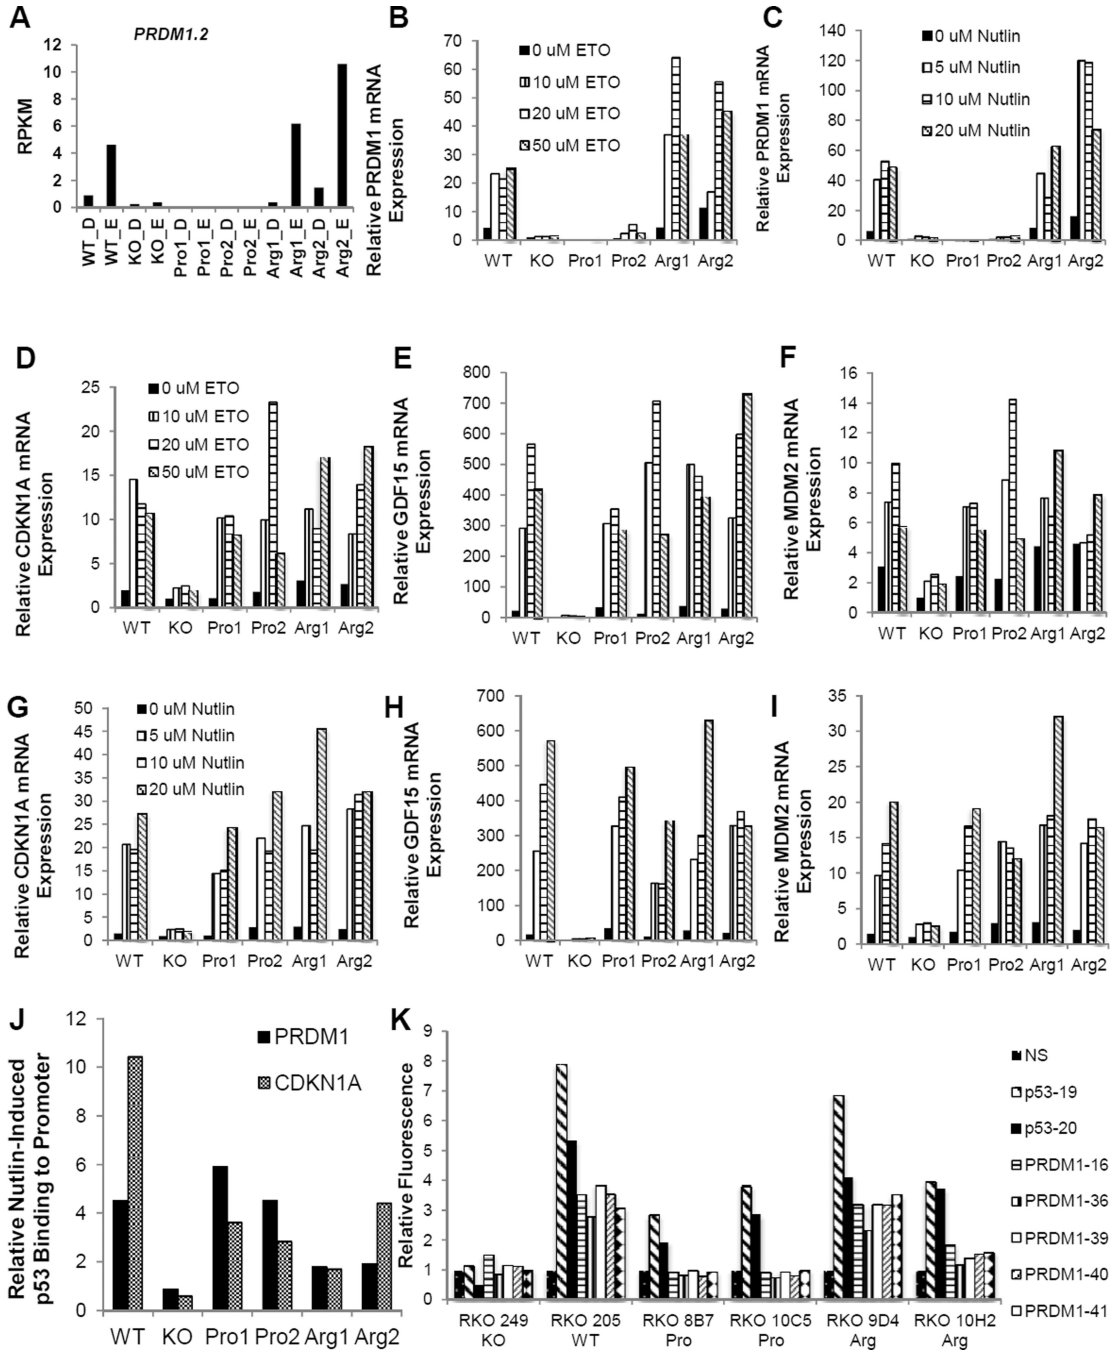 A
PRDM1.2
RPKM
12
10
8
6
4
2
0
WT_D
WT_E
KO_D
KO_E
Pro1_D
Pro1_E
Pro2_D
Pro2_E
Arg1_D
Arg1_E
Arg2_D
Arg2_E
B
Relative PRDM1 mRNA
Expression
70
60
50
40
30
20
10
0
0 uM ETO
10 uM ETO
20 uM ETO
50 uM ETO
WT KO Pro1 Pro2 Arg1 Arg2
C
Relative PRDM1 mRNA
Expression
140
120
100
80
60
40
20
0
0 uM Nutlin
5 uM Nutlin
10 uM Nutlin
20 uM Nutlin
WT KO Pro1 Pro2 Arg1 Arg2
D
Relative CDKN1A mRNA
Expression
25
20
15
10
5
0
0 uM ETO
10 uM ETO
20 uM ETO
50 uM ETO
WT KO Pro1 Pro2 Arg1 Arg2
E
Relative GDF15 mRNA
Expression
800
700
600
500
400
300
200
100
0
WT KO Pro1 Pro2 Arg1 Arg2
F
Relative MDM2 mRNA
Expression
16
14
12
10
8
6
4
2
0
WT KO Pro1 Pro2 Arg1 Arg2
G
Relative CDKN1A mRNA
Expression
50
45
40
35
30
25
20
15
10
5
0
0 uM Nutlin
5 uM Nutlin
10 uM Nutlin
20 uM Nutlin
WT KO Pro1 Pro2 Arg1 Arg2
H
Relative GDF15 mRNA
Expression
700
600
500
400
300
200
100
0
WT KO Pro1 Pro2 Arg1 Arg2
I
Relative MDM2 mRNA
Expression
35
30
25
20
15
10
5
0
WT KO Pro1 Pro2 Arg1 Arg2
J
Relative Nutlin-Induced
p53 Binding to Promoter
12
10
8
6
4
2
0
PRDM1
CDKN1A
WT KO Pro1 Pro2 Arg1 Arg2
K
Relative Fluorescence
9
8
7
6
5
4
3
2
1
0
RKO 249 RKO 205 RKO 8B7 RKO 10C5 RKO 9D4 RKO 10H2
KO WT Pro Pro Arg Arg
NS
p53-19
p53-20
PRDM1-16
PRDM1-36
PRDM1-39
PRDM1-40
PRDM1-41